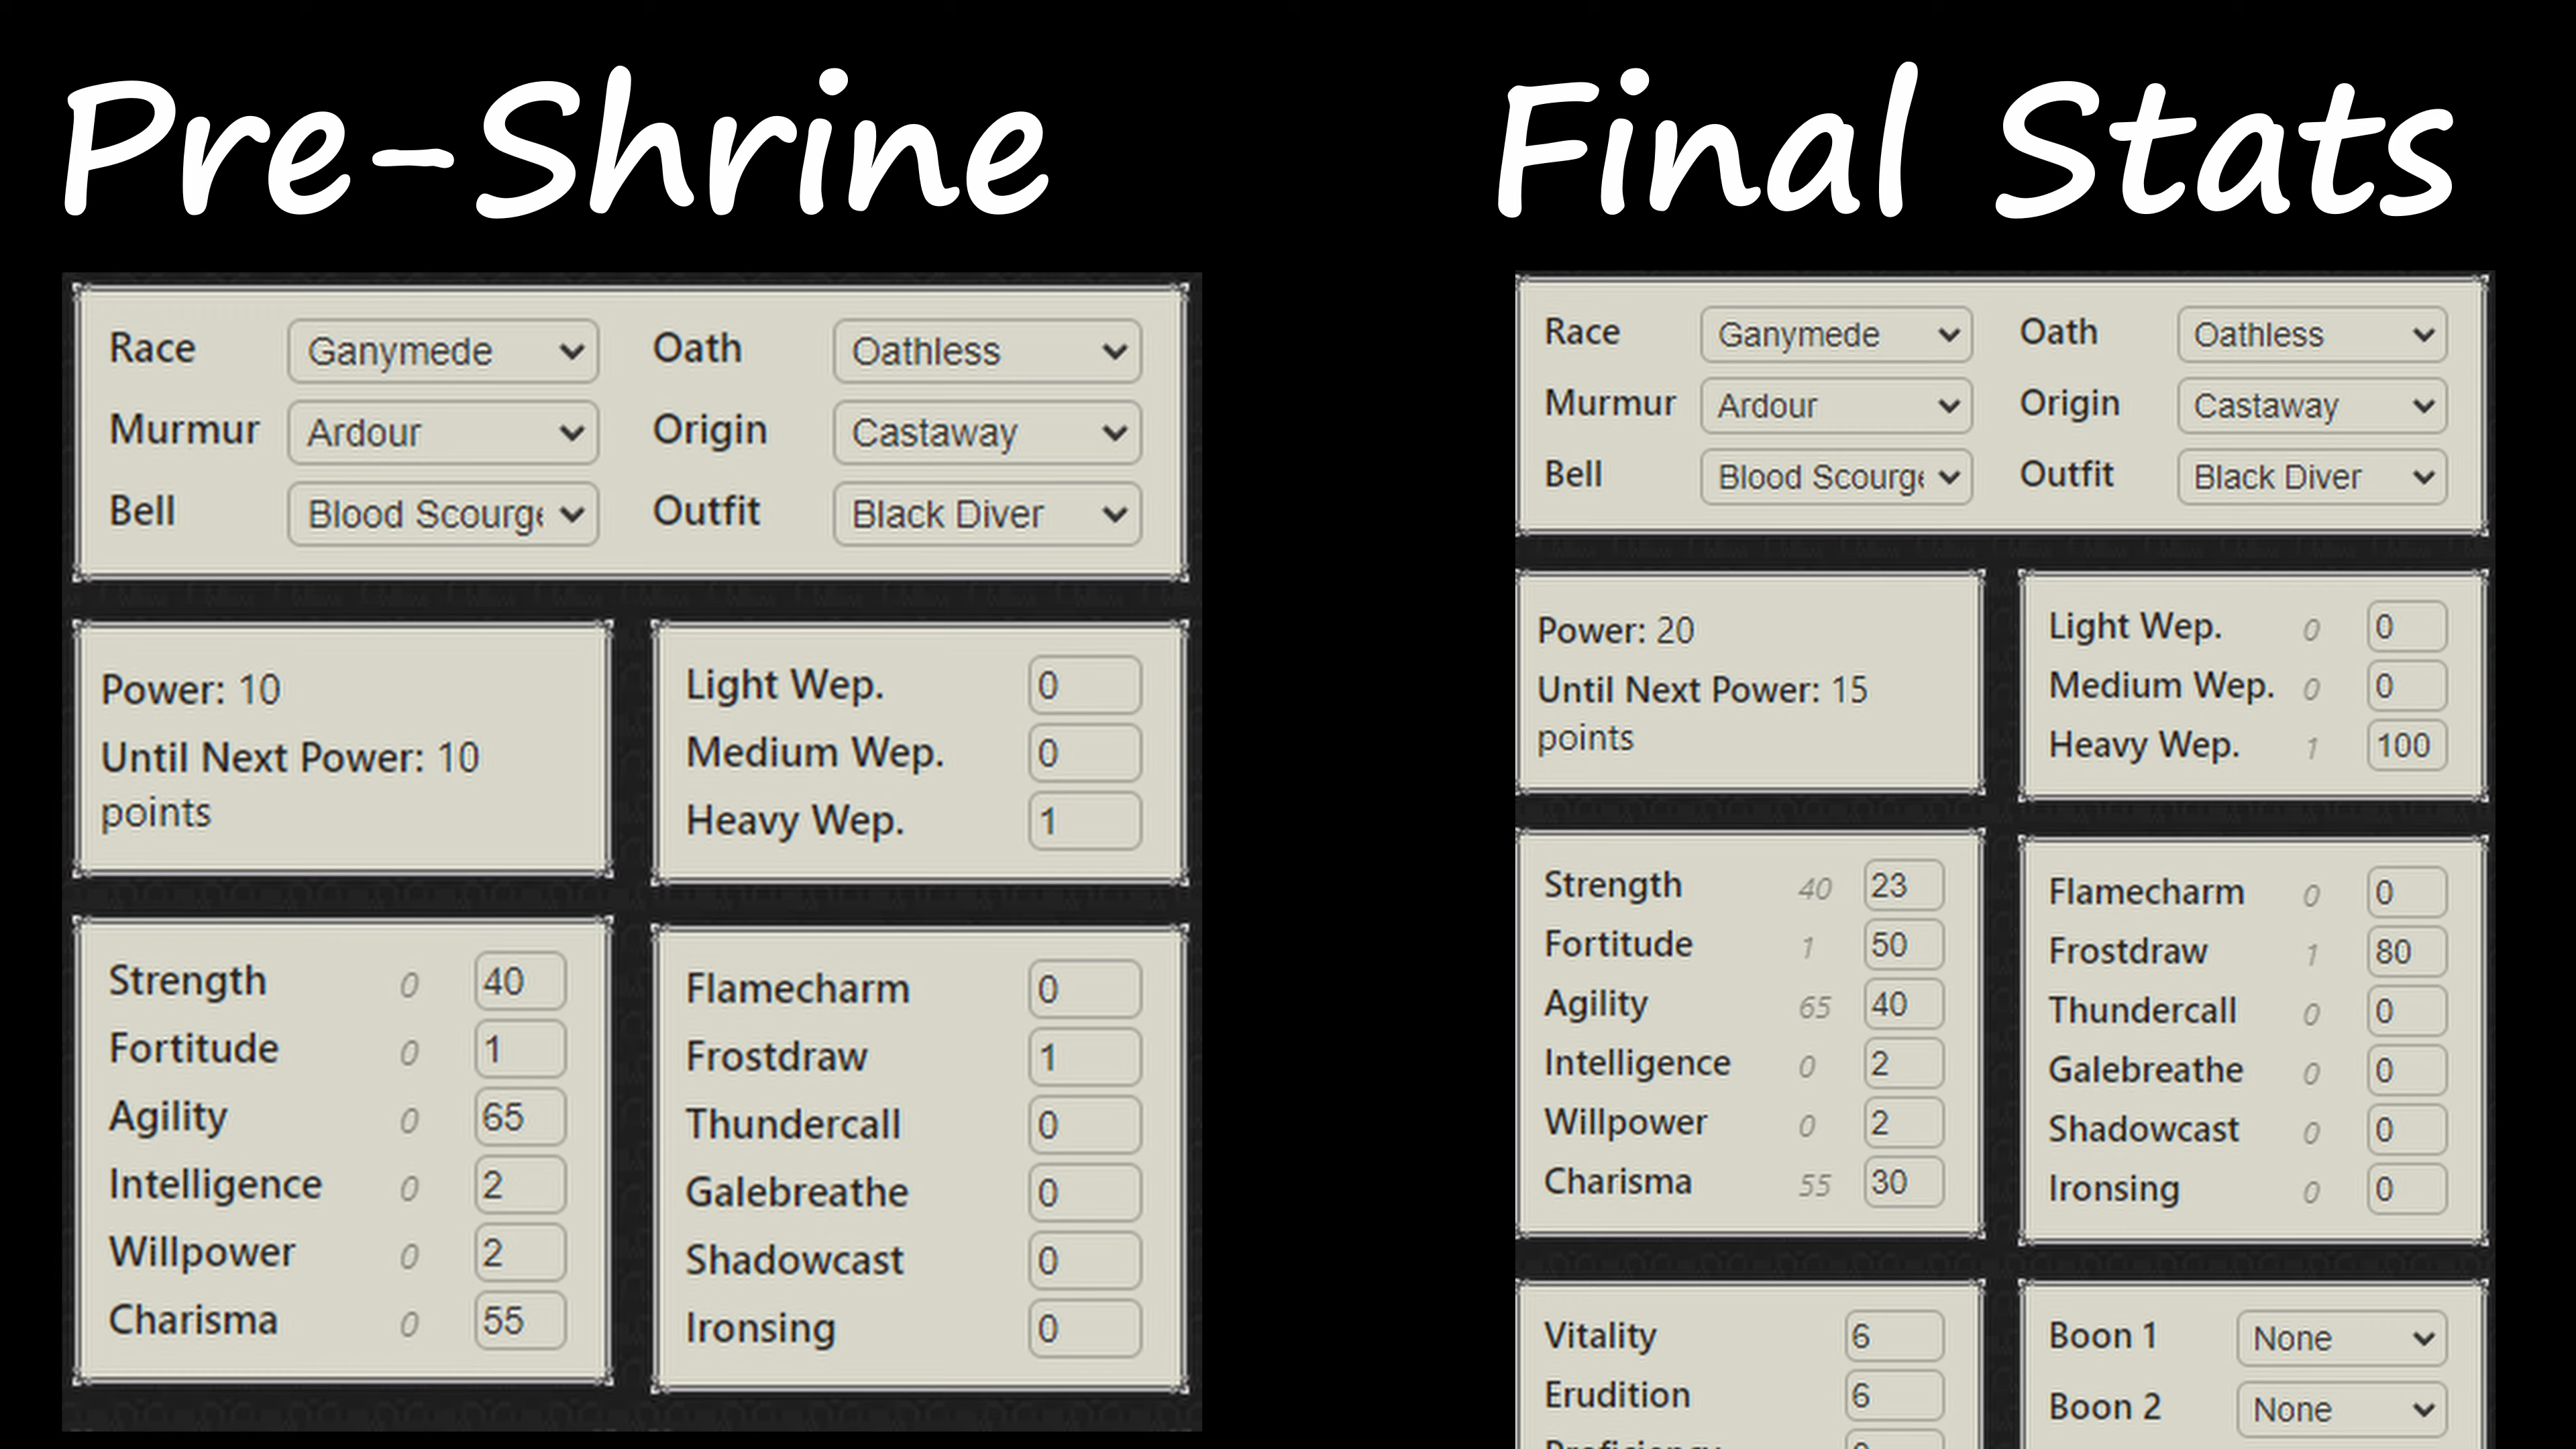 Pre-Shrine
Race Ganymede Oath Oathless
Murmur Ardour Origin Castaway
Bell Blood Scourge Outfit Black Diver
Power: 10
Until Next Power: 10
points
Light Wep. 0
Medium Wep. 0
Heavy Wep. 1
Strength 0 40
Fortitude 0 1
Agility 0 65
Intelligence 0 2
Willpower 0 2
Charisma 0 55
Flamecharm 0
Frostdraw 1
Thundercall 0
Galebreathe 0
Shadowcast 0
Ironsing 0
Final Stats
Race Ganymede Oath Oathless
Murmur Ardour Origin Castaway
Bell Blood Scourge Outfit Black Diver
Power: 20
Until Next Power: 15
points
Light Wep. 0 0
Medium Wep. 0 0
Heavy Wep. 1 100
Strength 40 23
Fortitude 1 50
Agility 65 40
Intelligence 0 2
Willpower 0 2
Charisma 55 30
Flamecharm 0 0
Frostdraw 1 80
Thundercall 0 0
Galebreathe 0 0
Shadowcast 0 0
Ironsing 0 0
Vitality 6
Erudition 6
Boon 1 None
Boon 2 None